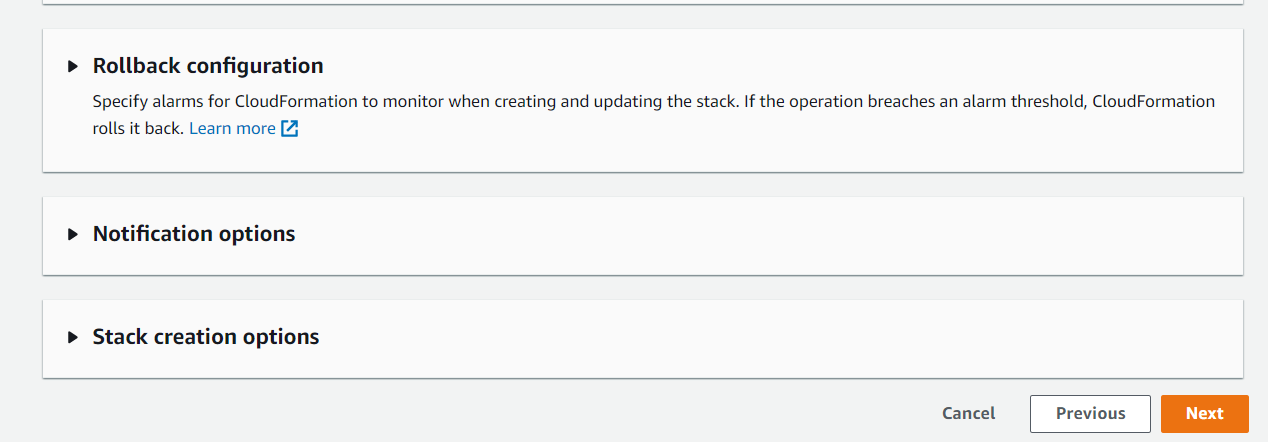 Rollback configuration
Specify alarms for CloudFormation to monitor when creating and updating the stack. If the operation breaches an alarm threshold, CloudFormation
rolls it back. Learn more
Notification options
Stack creation options
Cancel Previous Next